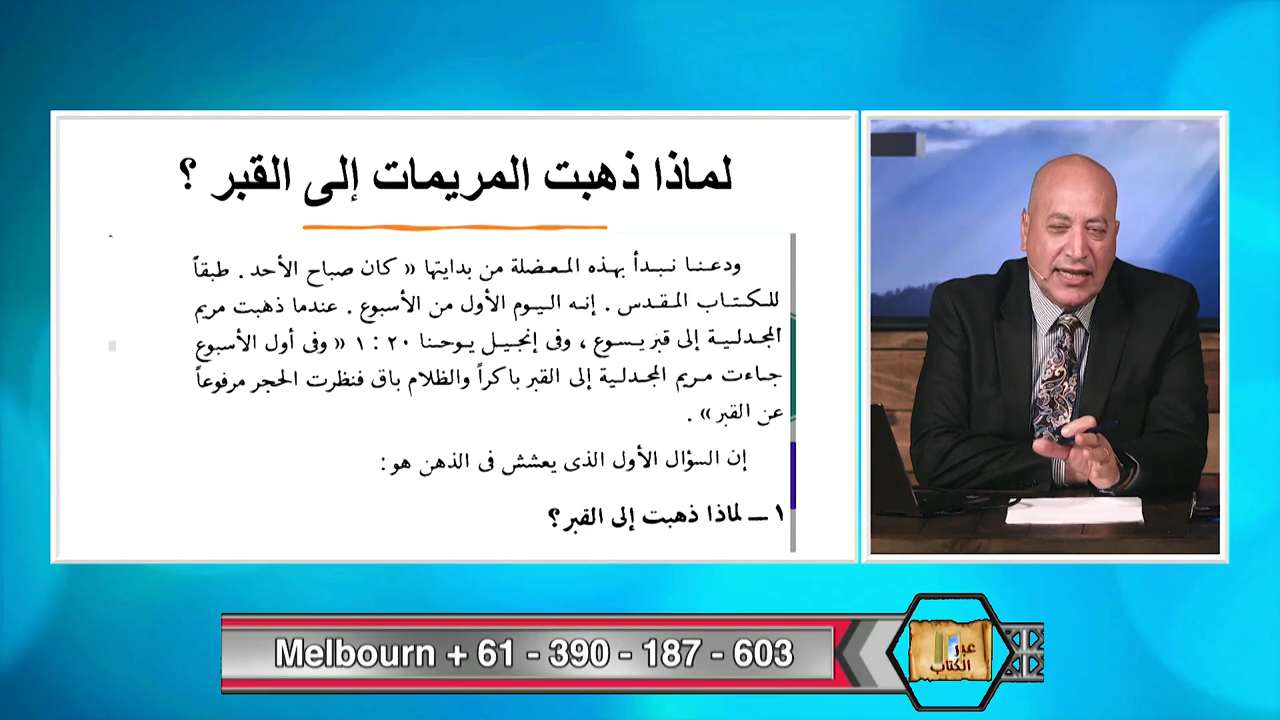 لماذا ذهبت المريمات إلى القبر ؟
ودعنا نبدأ بهذه المعضلة من بدايتها « كان صباح الأحد . طبقاً
للكتاب المقدس . إنه اليوم الأول من الأسبوع . عندما ذهبت مريم
المجدلية إلى قبر يسوع ، وفى إنجيل يوحنا ٢٠ : ١ « وفى أول الأسبوع
جاءت مريم المجدلية إلى القبر باكراً والظلام باق فنظرت الحجر مرفوعاً
عن القبر » .
إن السؤال الأول الذى يعشش فى الذهن هو :
١ ــ لماذا ذهبت إلى القبر؟
Melbourn + 61 - 390 - 187 - 603
عبر
الكتاب